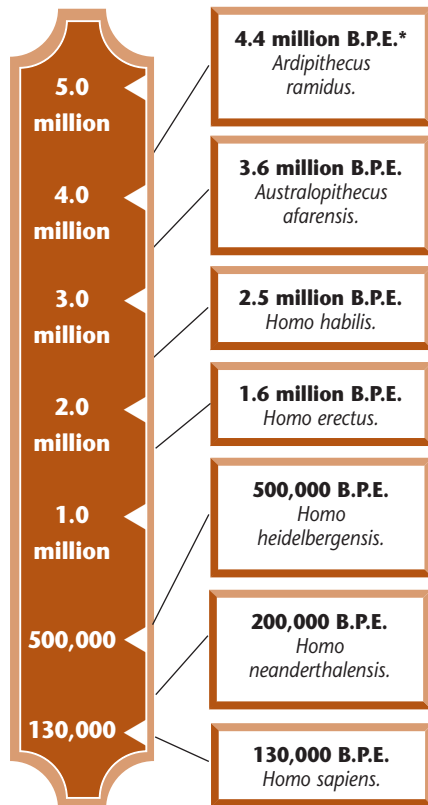 5.0
million
4.0
million
3.0
million
2.0
million
1.0
million
500,000
130,000
4.4 million B.P.E.*
Ardipithecus
ramidus.
3.6 million B.P.E.
Australopithecus
afarensis.
2.5 million B.P.E.
Homo habilis.
1.6 million B.P.E.
Homo erectus.
500,000 B.P.E.
Homo
heidelbergensis.
200,000 B.P.E.
Homo
neanderthalensis.
130,000 B.P.E.
Homo sapiens.